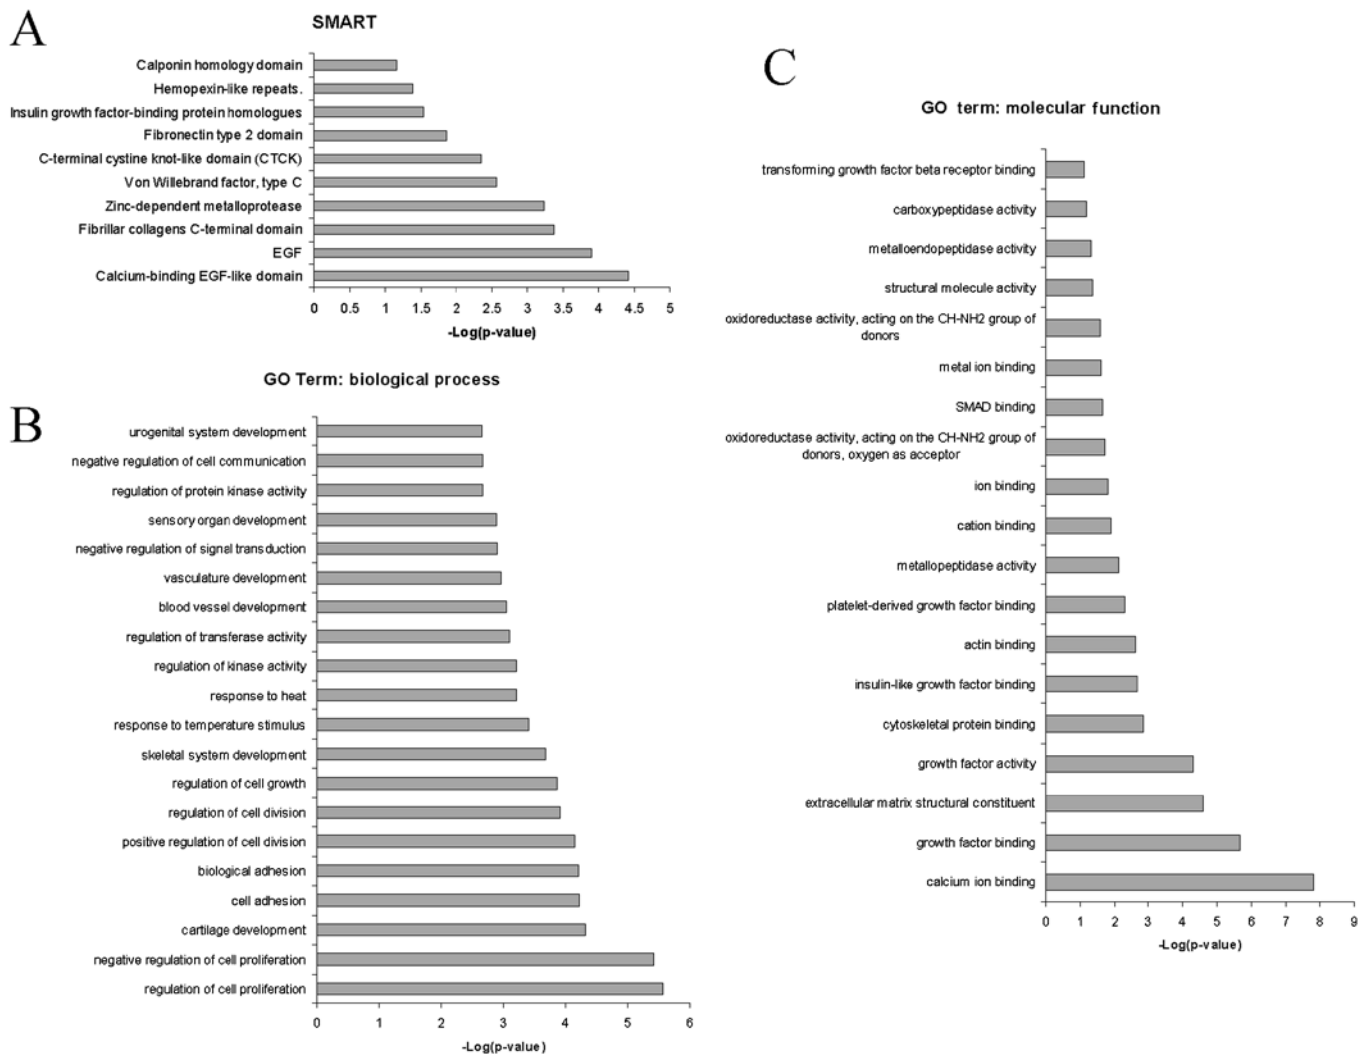 A
SMART
Calponin homology domain
Hemopexin-like repeats.
Insulin growth factor-binding protein homologues
Fibronectin type 2 domain
C-terminal cystine knot-like domain (CTCK)
Von Willebrand factor, type C
Zinc-dependent metalloprotease
Fibrillar collagens C-terminal domain
EGF
Calcium-binding EGF-like domain
0 0.5 1 1.5 2 2.5 3 3.5 4 4.5 5
-Log(p-value)
GO Term: biological process
B
urogenital system development
negative regulation of cell communication
regulation of protein kinase activity
sensory organ development
negative regulation of signal transduction
vasculature development
blood vessel development
regulation of transferase activity
regulation of kinase activity
response to heat
response to temperature stimulus
skeletal system development
regulation of cell growth
regulation of cell division
positive regulation of cell division
biological adhesion
cell adhesion
cartilage development
negative regulation of cell proliferation
regulation of cell proliferation
0 1 2 3 4 5 6
-Log(p-value)
C
GO term: molecular function
transforming growth factor beta receptor binding
carboxypeptidase activity
metalloendopeptidase activity
structural molecule activity
oxidoreductase activity, acting on the CH-NH2 group of
donors
metal ion binding
SMAD binding
oxidoreductase activity, acting on the CH-NH2 group of
donors, oxygen as acceptor
ion binding
cation binding
metallopeptidase activity
platelet-derived growth factor binding
actin binding
insulin-like growth factor binding
cytoskeletal protein binding
growth factor activity
extracellular matrix structural constituent
growth factor binding
calcium ion binding
0 1 2 3 4 5 6 7 8 9
-Log(p-value)